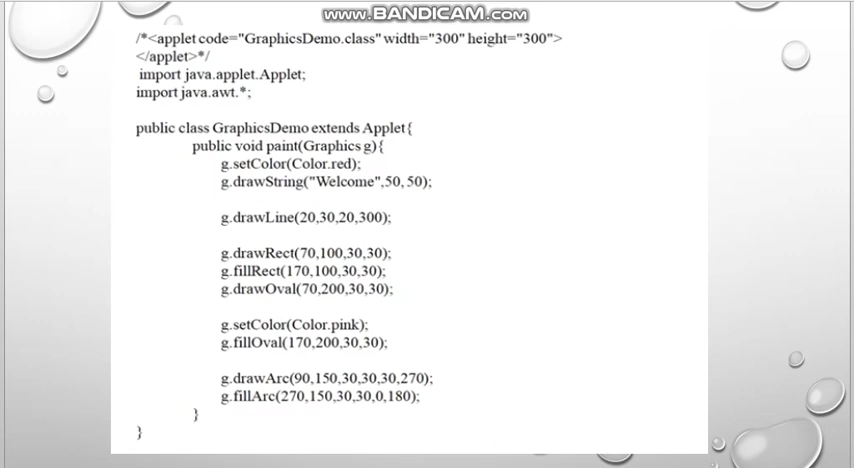 www.BANDICAM.com
/*<applet code="GraphicsDemo.class" width="300" height="300">
</applet>*/
import java.applet.Applet;
import java.awt.*;
public class GraphicsDemo extends Applet{
public void paint(Graphics g){
g.setColor(Color.red);
g.drawString("Welcome",50, 50);
g.drawLine(20,30,20,300);
g.drawRect(70,100,30,30);
g.fillRect(170,100,30,30);
g.drawOval(70,200,30,30);
g.setColor(Color.pink);
g.fillOval(170,200,30,30);
g.drawArc(90,150,30,30,30,270);
g.fillArc(270,150,30,30,0,180);
}
}